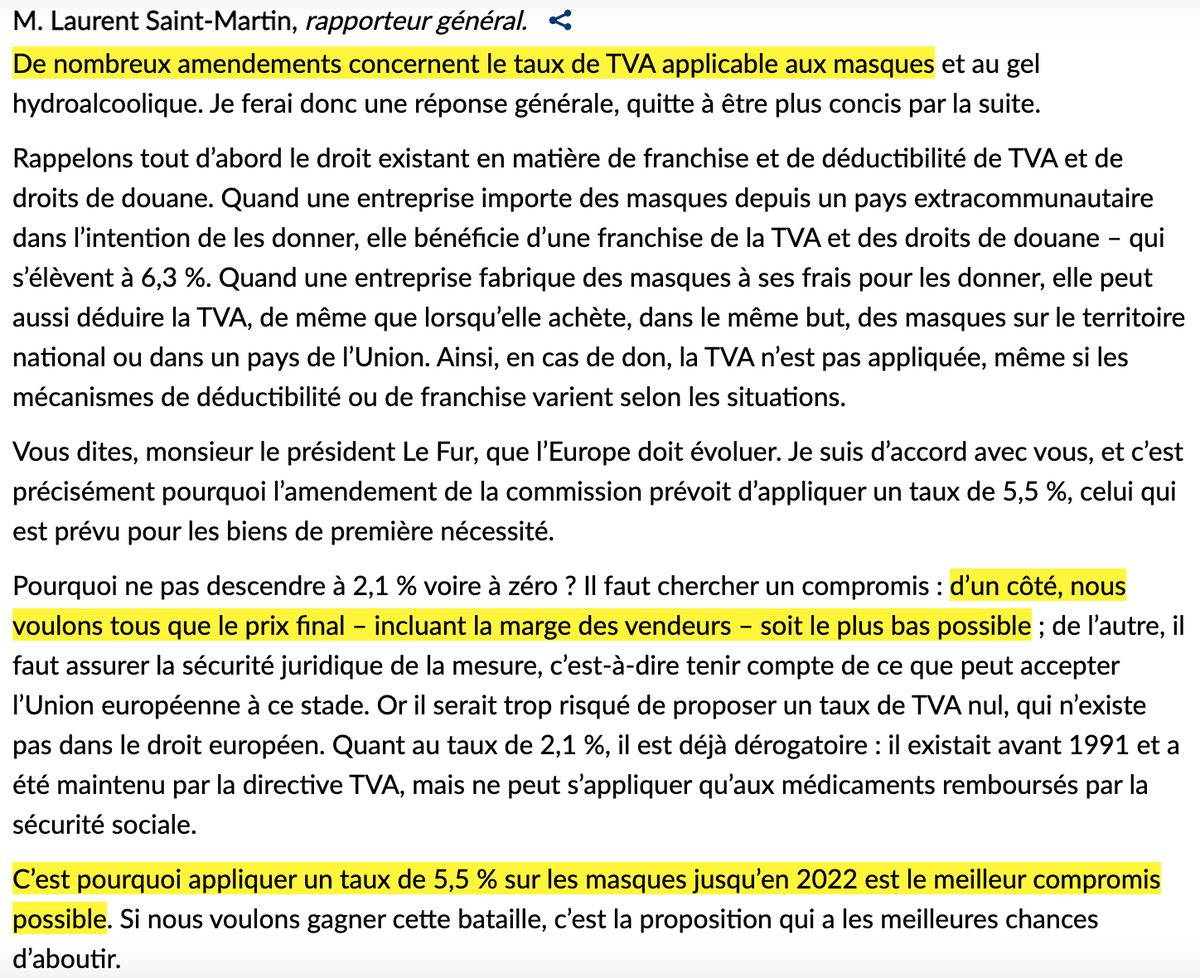 M. Laurent Saint-Martin, rapporteur général.
De nombreux amendements concernent le taux de TVA applicable aux masques et au gel
hydroalcoolique. Je ferai donc une réponse générale, quitte à être plus concis par la suite.
Rappelons tout d’abord le droit existant en matière de franchise et de déductibilité de TVA et de
droits de douane. Quand une entreprise importe des masques depuis un pays extracommunautaire
dans l’intention de les donner, elle bénéficie d’une franchise de la TVA et des droits de douane – qui
s’élèvent à 6,3 %. Quand une entreprise fabrique des masques à ses frais pour les donner, elle peut
aussi déduire la TVA, de même que lorsqu’elle achète, dans le même but, des masques sur le territoire
national ou dans un pays de l’Union. Ainsi, en cas de don, la TVA n’est pas appliquée, même si les
mécanismes de déductibilité ou de franchise varient selon les situations.
Vous dites, monsieur le président Le Fur, que l’Europe doit évoluer. Je suis d’accord avec vous, et c’est
précisément pourquoi l’amendement de la commission prévoit d’appliquer un taux de 5,5 %, celui qui
est prévu pour les biens de première nécessité.
Pourquoi ne pas descendre à 2,1 % voire à zéro ? Il faut chercher un compromis : d’un côté, nous
voulons tous que le prix final – incluant la marge des vendeurs – soit le plus bas possible ; de l’autre, il
faut assurer la sécurité juridique de la mesure, c’est-à-dire tenir compte de ce que peut accepter
l’Union européenne à ce stade. Or il serait trop risqué de proposer un taux de TVA nul, qui n’existe
pas dans le droit européen. Quant au taux de 2,1 %, il est déjà dérogatoire : il existait avant 1991 et a
été maintenu par la directive TVA, mais ne peut s’appliquer qu’aux médicaments remboursés par la
sécurité sociale.
C’est pourquoi appliquer un taux de 5,5 % sur les masques jusqu’en 2022 est le meilleur compromis
possible. Si nous voulons gagner cette bataille, c’est la proposition qui a les meilleures chances
d’aboutir.